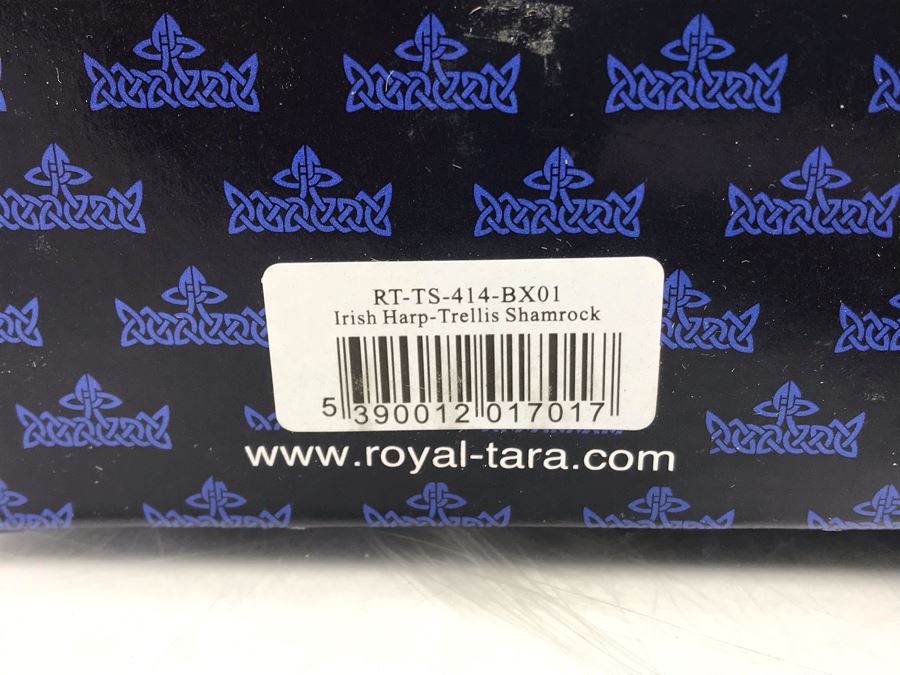 RT-TS-414-BX01
Irish Harp-Trellis Shamrock
5 390012 017017
www.royal-tara.com